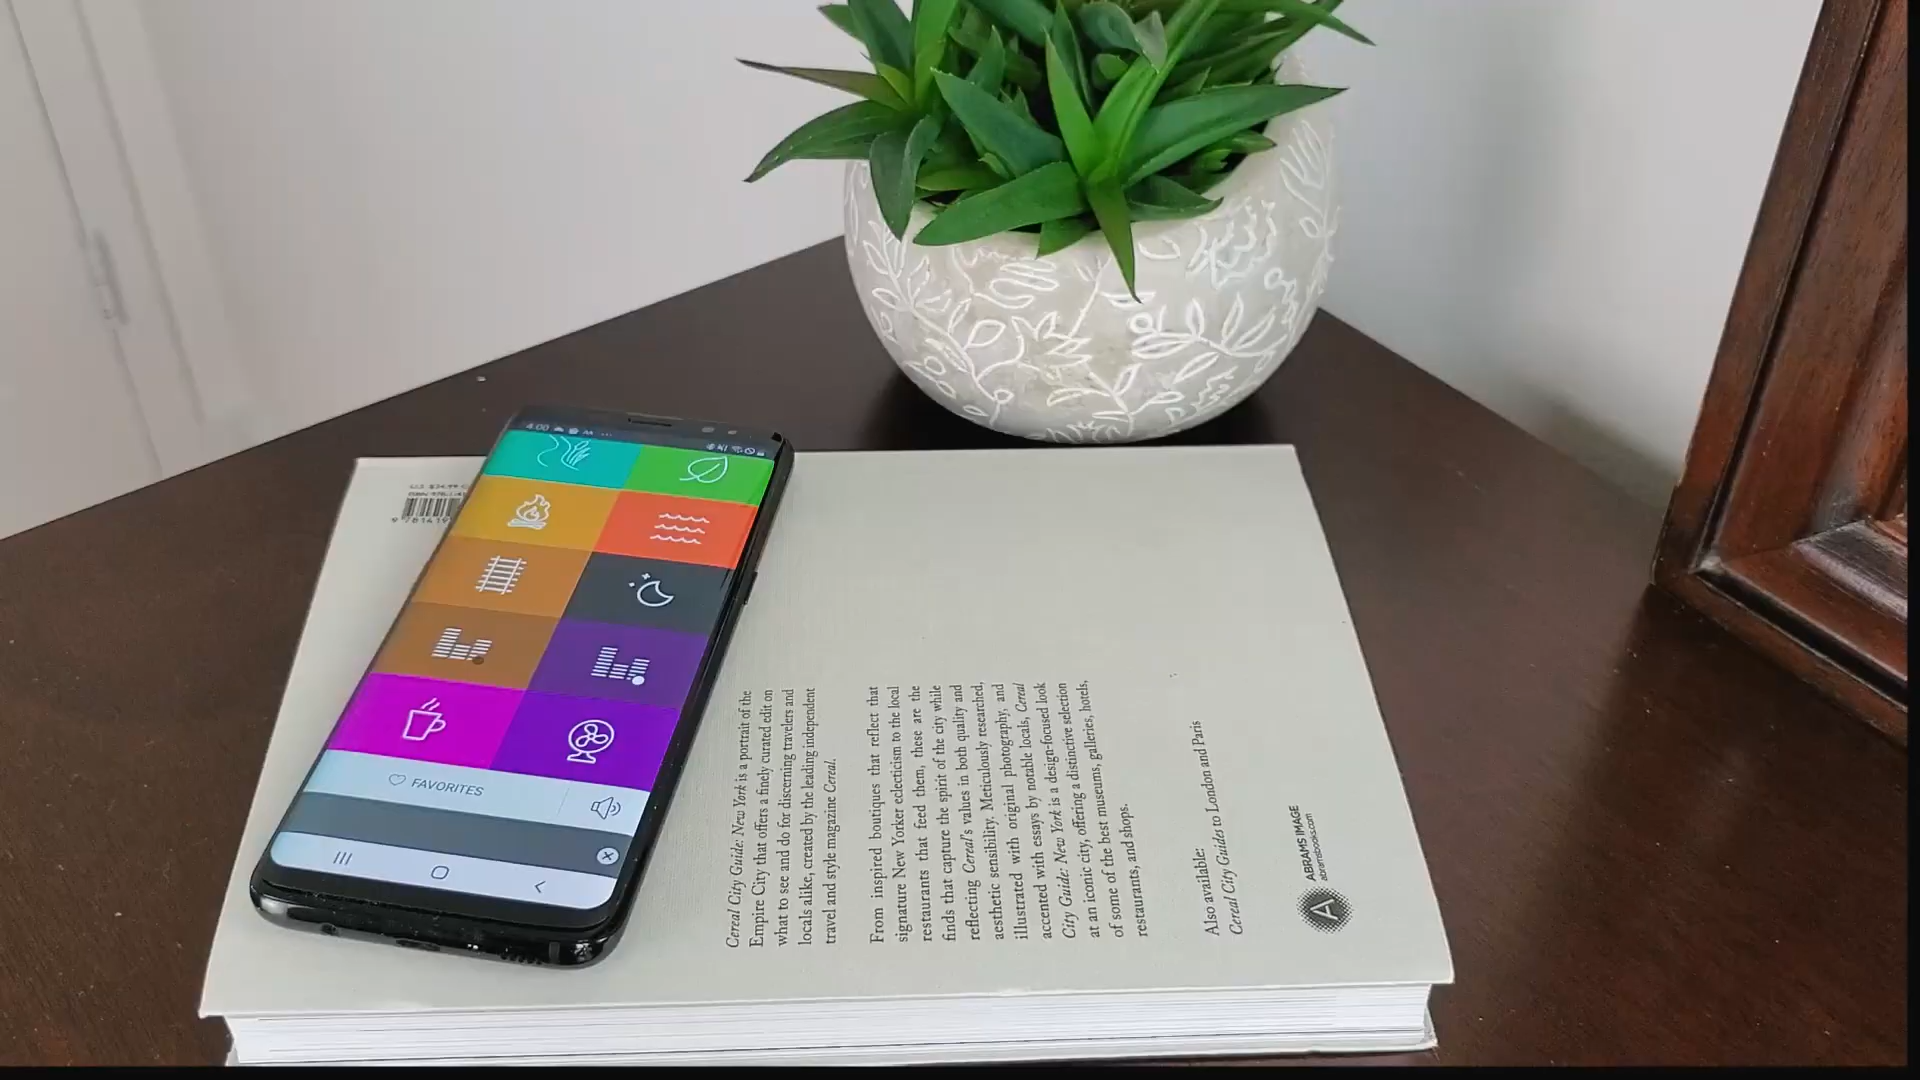 4:00
FAVORITES
Cereal City Guide: New York is a portrait of the
Empire City that offers a finely curated edit on
what to see and do for discerning travelers and
locals alike, created by the leading independent
travel and style magazine Cereal.
From inspired boutiques that reflect that
signature New Yorker eclecticism to the local
restaurants that feed them, these are the
finds that capture the spirit of the city while
reflecting Cereal's values in both quality and
aesthetic sensibility. Meticulously researched,
illustrated with original photography, and
accented with essays by notable locals, Cereal
City Guide: New York is a design-focused look
at an iconic city, offering a distinctive selection
of some of the best museums, galleries, hotels,
restaurants, and shops.
Also available:
Cereal City Guides to London and Paris
A
ABRAMS IMAGE
abramsbooks.com